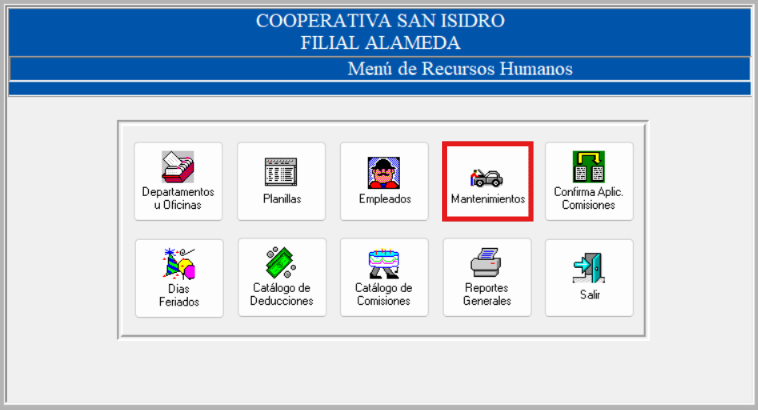 COOPERATIVA SAN ISIDRO
FILIAL ALAMEDA
Menú de Recursos Humanos
Departamentos
u Oficinas
Planillas
Empleados
Mantenimientos
Confirma Aplic.
Comisiones
Dias
Feriados
Catálogo de
Deducciones
Catálogo de
Comisiones
Reportes
Generales
Salir